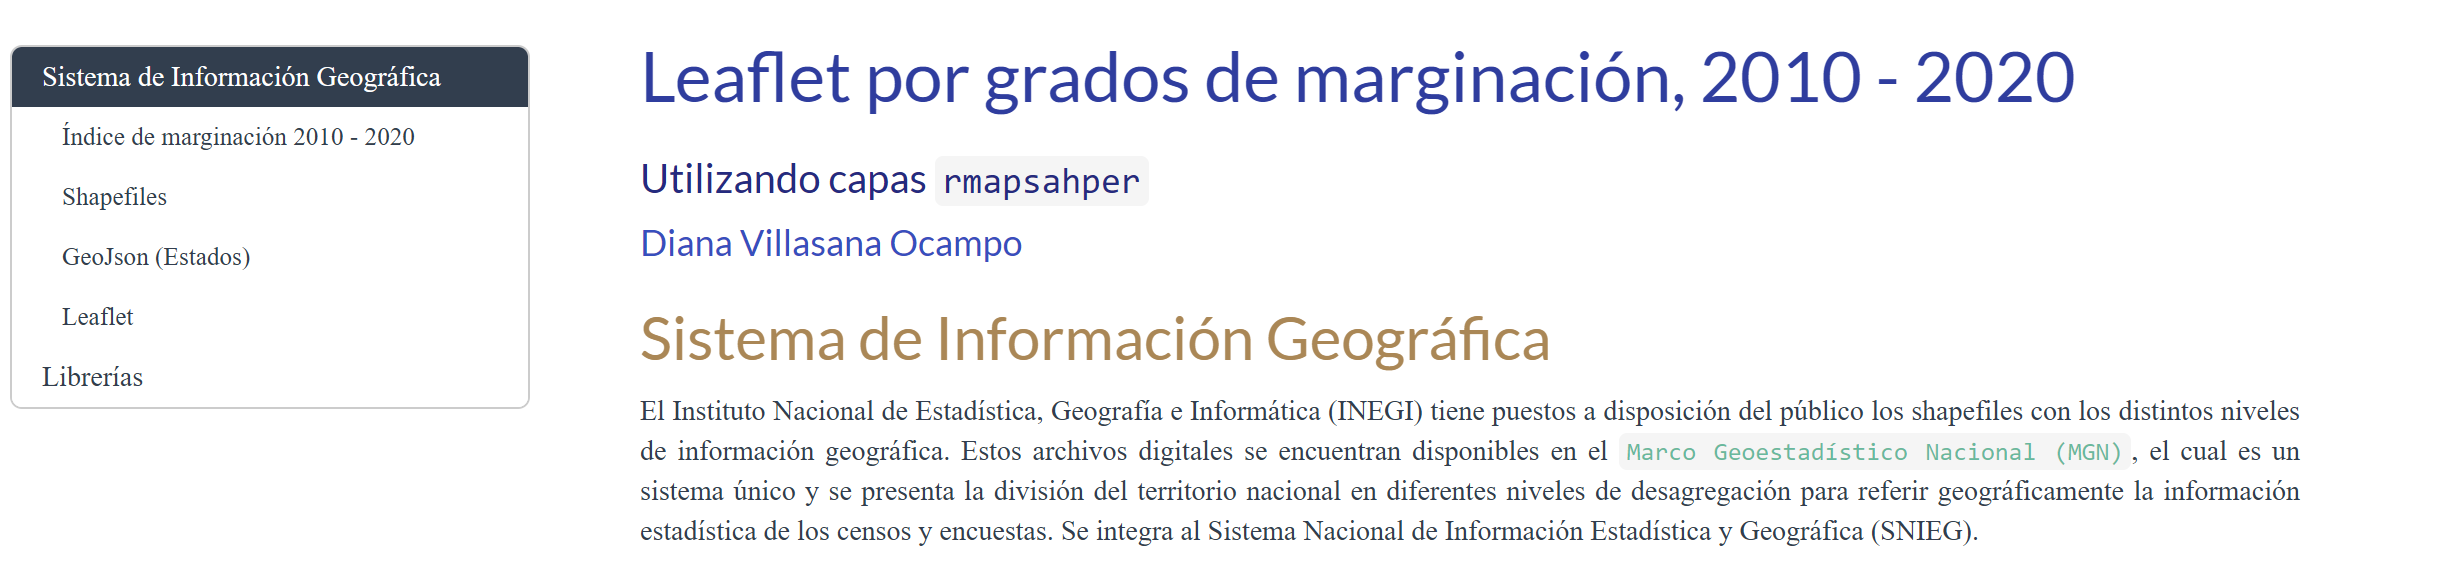 Sistema de Información Geográfica
Índice de marginación 2010 - 2020
Shapefiles
GeoJson (Estados)
Leaflet
Librerías
Leaflet por grados de marginación, 2010 - 2020
Utilizando capas rmapsahper
Diana Villasana Ocampo
Sistema de Información Geográfica
El Instituto Nacional de Estadística, Geografía e Informática (INEGI) tiene puestos a disposición del público los shapefiles con los distintos niveles
de información geográfica. Estos archivos digitales se encuentran disponibles en el Marco Geoestadístico Nacional (MGN), el cual es un
sistema único y se presenta la división del territorio nacional en diferentes niveles de desagregación para referir geográficamente la información
estadística de los censos y encuestas. Se integra al Sistema Nacional de Información Estadística y Geográfica (SNIEG).